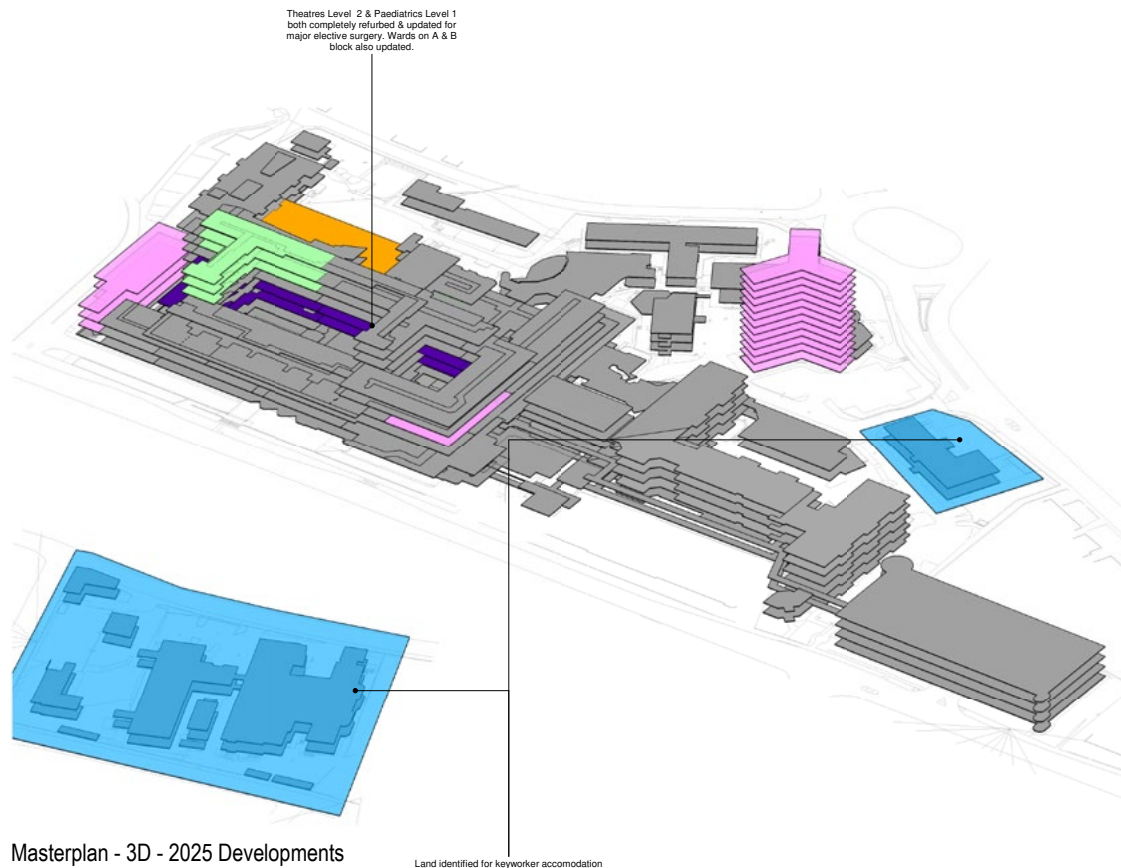 Theatres Level 2 & Paediatrics Level 1
both completely refurbed & updated for
major elective surgery. Wards on A & B
block also updated.
Masterplan - 3D - 2025 Developments
Land identified for keyworker accomodation